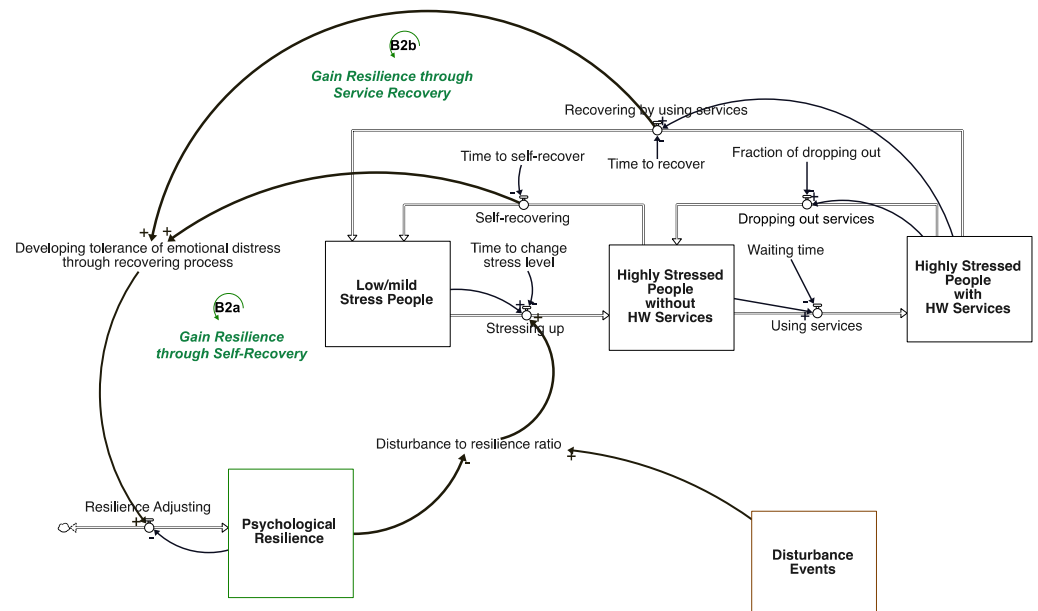 B2b
Gain Resilience through
Service Recovery
Recovering by using services
+
-
Time to self-recover
Time to recover
Fraction of dropping out
-
-
+
Self-recovering
Dropping out services
+
+
Developing tolerance of emotional distress
through recovering process
Time to change
stress level
Waiting time
Low/mild
Stress People
Highly Stressed
People
without
HW Services
Highly Stressed
People
with
HW Services
B2a
+
-
-
+
+
Stressing up
Using services
Gain Resilience
through Self-Recovery
Disturbance to resilience ratio
-
+
Resilience Adjusting
+
-
Psychological
Resilience
Disturbance
Events